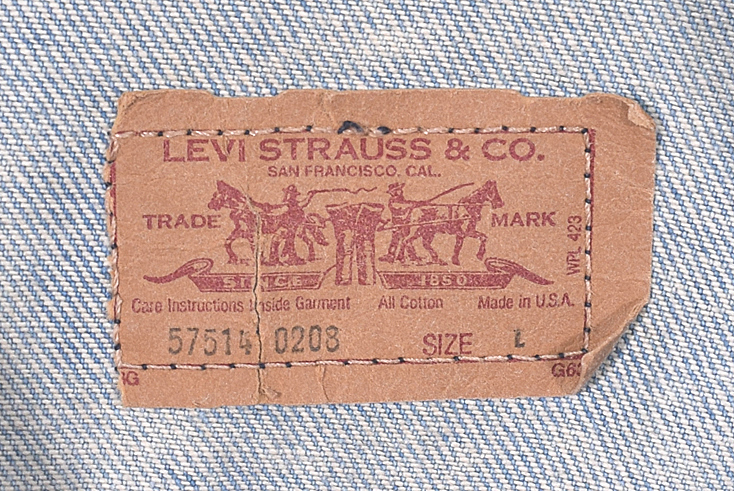 LEVI STRAUSS & CO.
SAN FRANCISCO, CAL.
TRADE MARK
WPL 423
SINCE 1850
Care Instructions Inside Garment All Cotton Made in U.S.A.
57514 0208 SIZE L